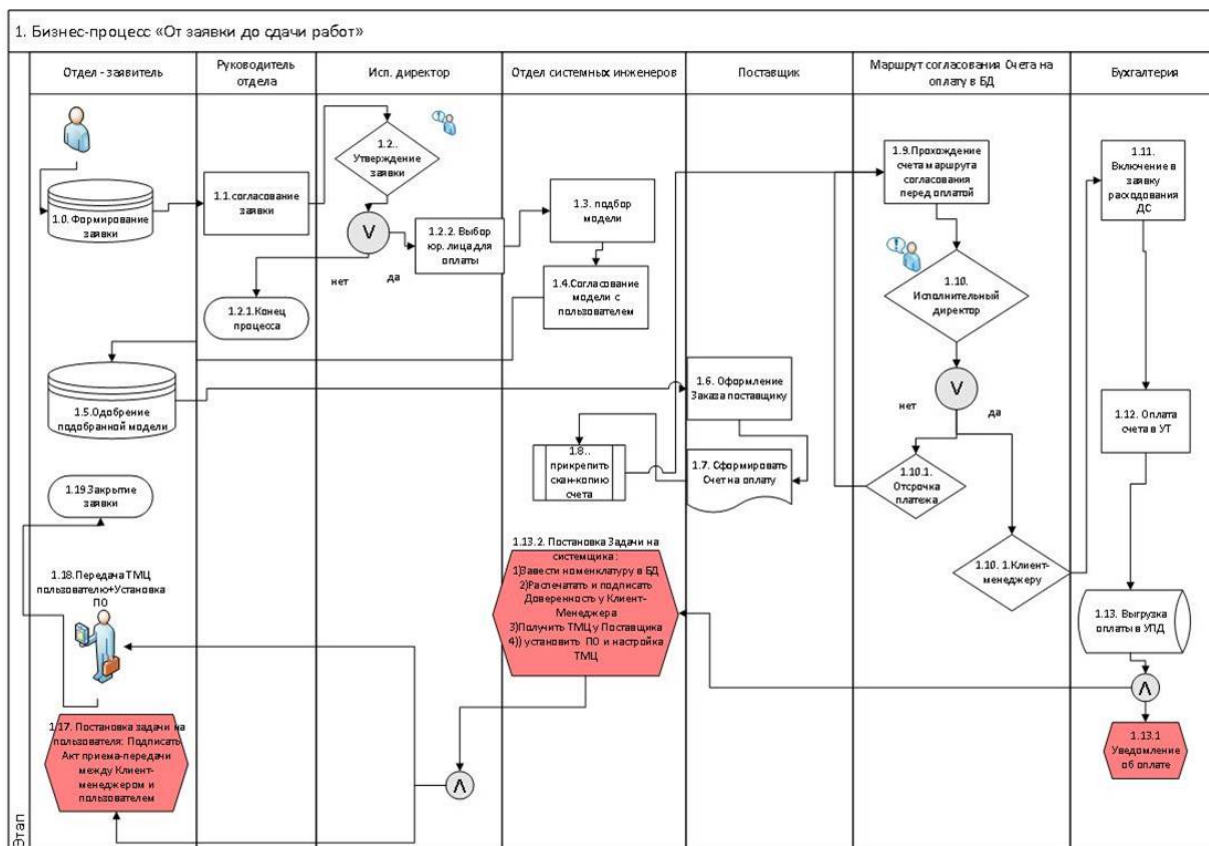 1. Бизнес-процесс «От заявки до сдачи работ»
Отдел - заявитель
Руководитель
отдела
Исп. директор
Отдел системных инженеров
Поставщик
Маршрут согласования Счета на
оплату в БД
Бухгалтерия
1.0. Формирование
заявки
1.1.согласование
заявки
1.2..
Утверждение
заявки
V
нет
да
1.2.1.Конец
процесса
1.2.2. Выбор
юр. лица для
оплаты
1.3. подбор
модели
1.4.Согласование
модели с
пользователем
1.5.Одобрение
подобранной модели
1.6. Оформление
Заказа поставщику
1.7. Сформировать
Счет на оплату
1.8..
прикрепить
скан-копию
счета
1.9.Прохождение
счета маршрута
согласования
перед оплатой
1.10.
Исполнительный
директор
V
нет
да
1.10.1.
Отсрочка
платежа
1.10. 1.Клиент-
менеджеру
1.11.
Включение в
заявку
расходования
ДС
1.12. Оплата
счета в УТ
1.13. Выгрузка
оплаты в УПД
Λ
1.13.1
Уведомление
об оплате
1.13.2. Постановка Задачи на
системщика:
1)Завести номенклатуру в БД
2)Распечатать и подписать
Доверенность у Клиент-
Менеджера
3)Получить ТМЦ у Поставщика
4)) установить ПО и настройка
ТМЦ
Λ
1.17. Постановка задачи на
пользователя: Подписать
Акт приема-передачи
между Клиент-
менеджером и
пользователем
1.18.Передача ТМЦ
пользователю+Установка
ПО
1.19.Закрытие
заявки
Этап